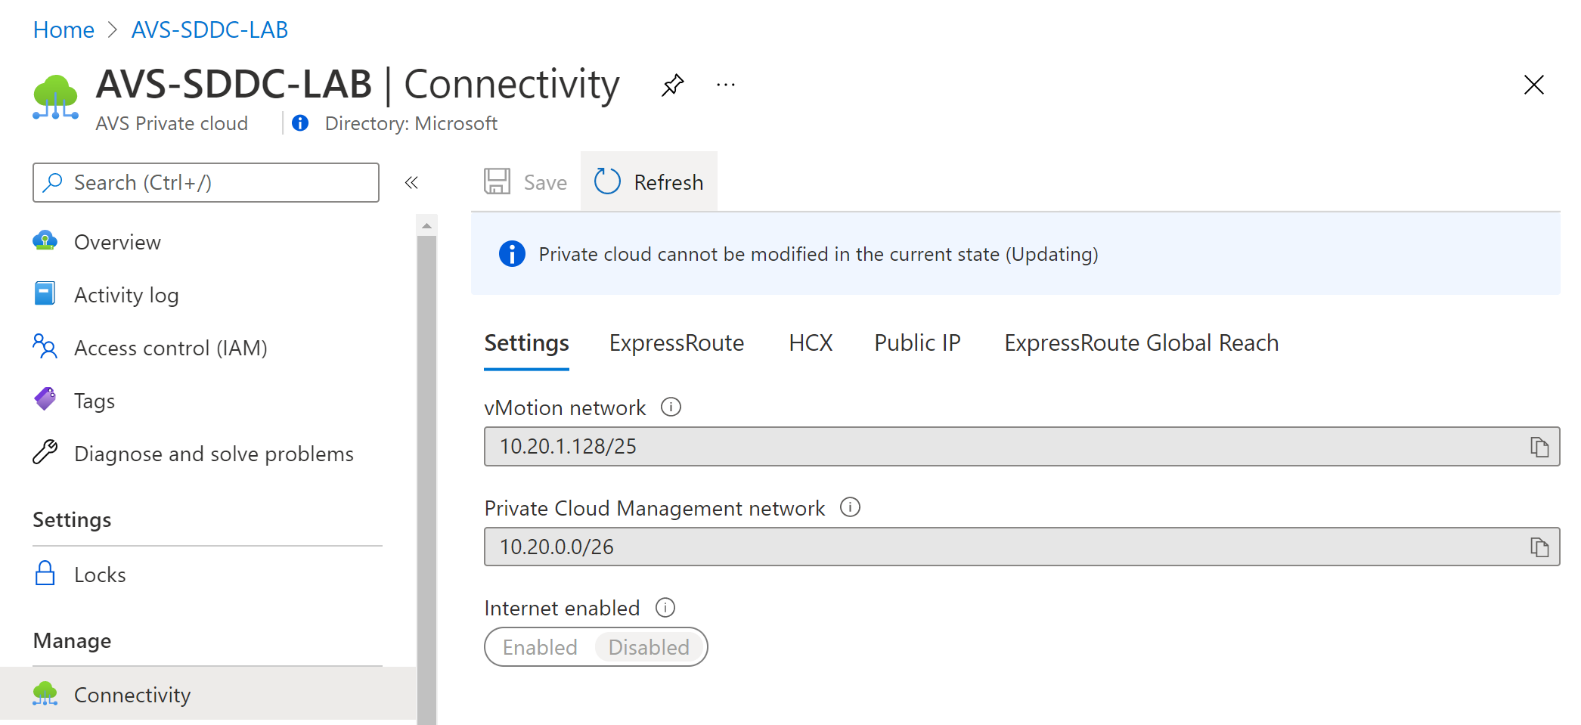 Home > AVS-SDDC-LAB
AVS-SDDC-LAB | Connectivity
AVS Private cloud
Directory: Microsoft
Search (Ctrl+/)
«
Overview
Activity log
Access control (IAM)
Tags
Diagnose and solve problems
Settings
Locks
Manage
Connectivity
Save
Refresh
Private cloud cannot be modified in the current state (Updating)
Settings ExpressRoute HCX Public IP ExpressRoute Global Reach
vMotion network
10.20.1.128/25
Private Cloud Management network
10.20.0.0/26
Internet enabled
Enabled Disabled